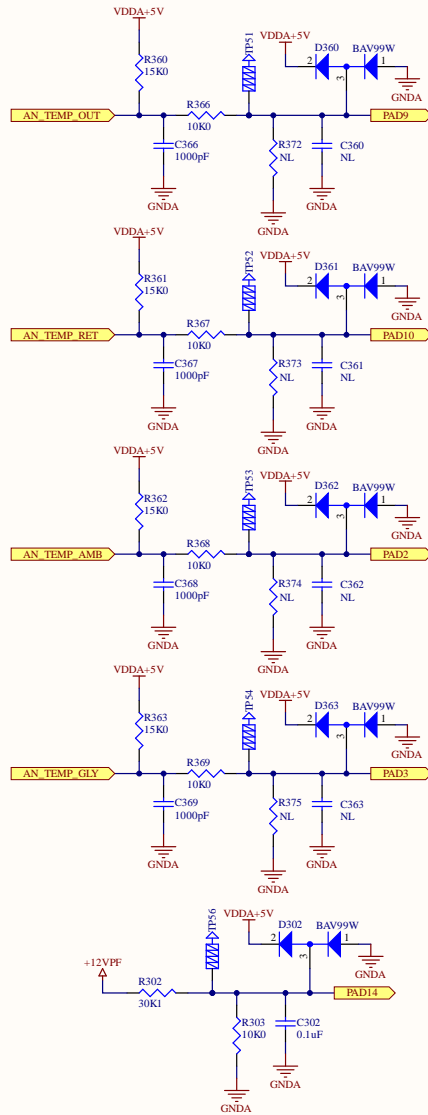 VDDA+5V
R360
15K0
AN_TEMP_OUT
R366
10K0
C366
1000pF
GNDA
TP51
VDDA+5V
D360
BAV99W
2
1
3
GNDA
PAD9
R372
NL
C360
NL
GNDA
GNDA
VDDA+5V
R361
15K0
AN_TEMP_RET
R367
10K0
C367
1000pF
GNDA
TP52
VDDA+5V
D361
BAV99W
2
1
3
GNDA
PAD10
R373
NL
C361
NL
GNDA
GNDA
VDDA+5V
R362
15K0
AN_TEMP_AMB
R368
10K0
C368
1000pF
GNDA
TP53
VDDA+5V
D362
BAV99W
2
1
3
GNDA
PAD2
R374
NL
C362
NL
GNDA
GNDA
VDDA+5V
R363
15K0
AN_TEMP_GLY
R369
10K0
C369
1000pF
GNDA
TP54
VDDA+5V
D363
BAV99W
2
1
3
GNDA
PAD3
R375
NL
C363
NL
GNDA
GNDA
+12VPF
R302
30K1
TP56
VDDA+5V
D302
BAV99W
2
1
3
GNDA
PAD14
R303
10K0
C302
0.1uF
GNDA
GNDA